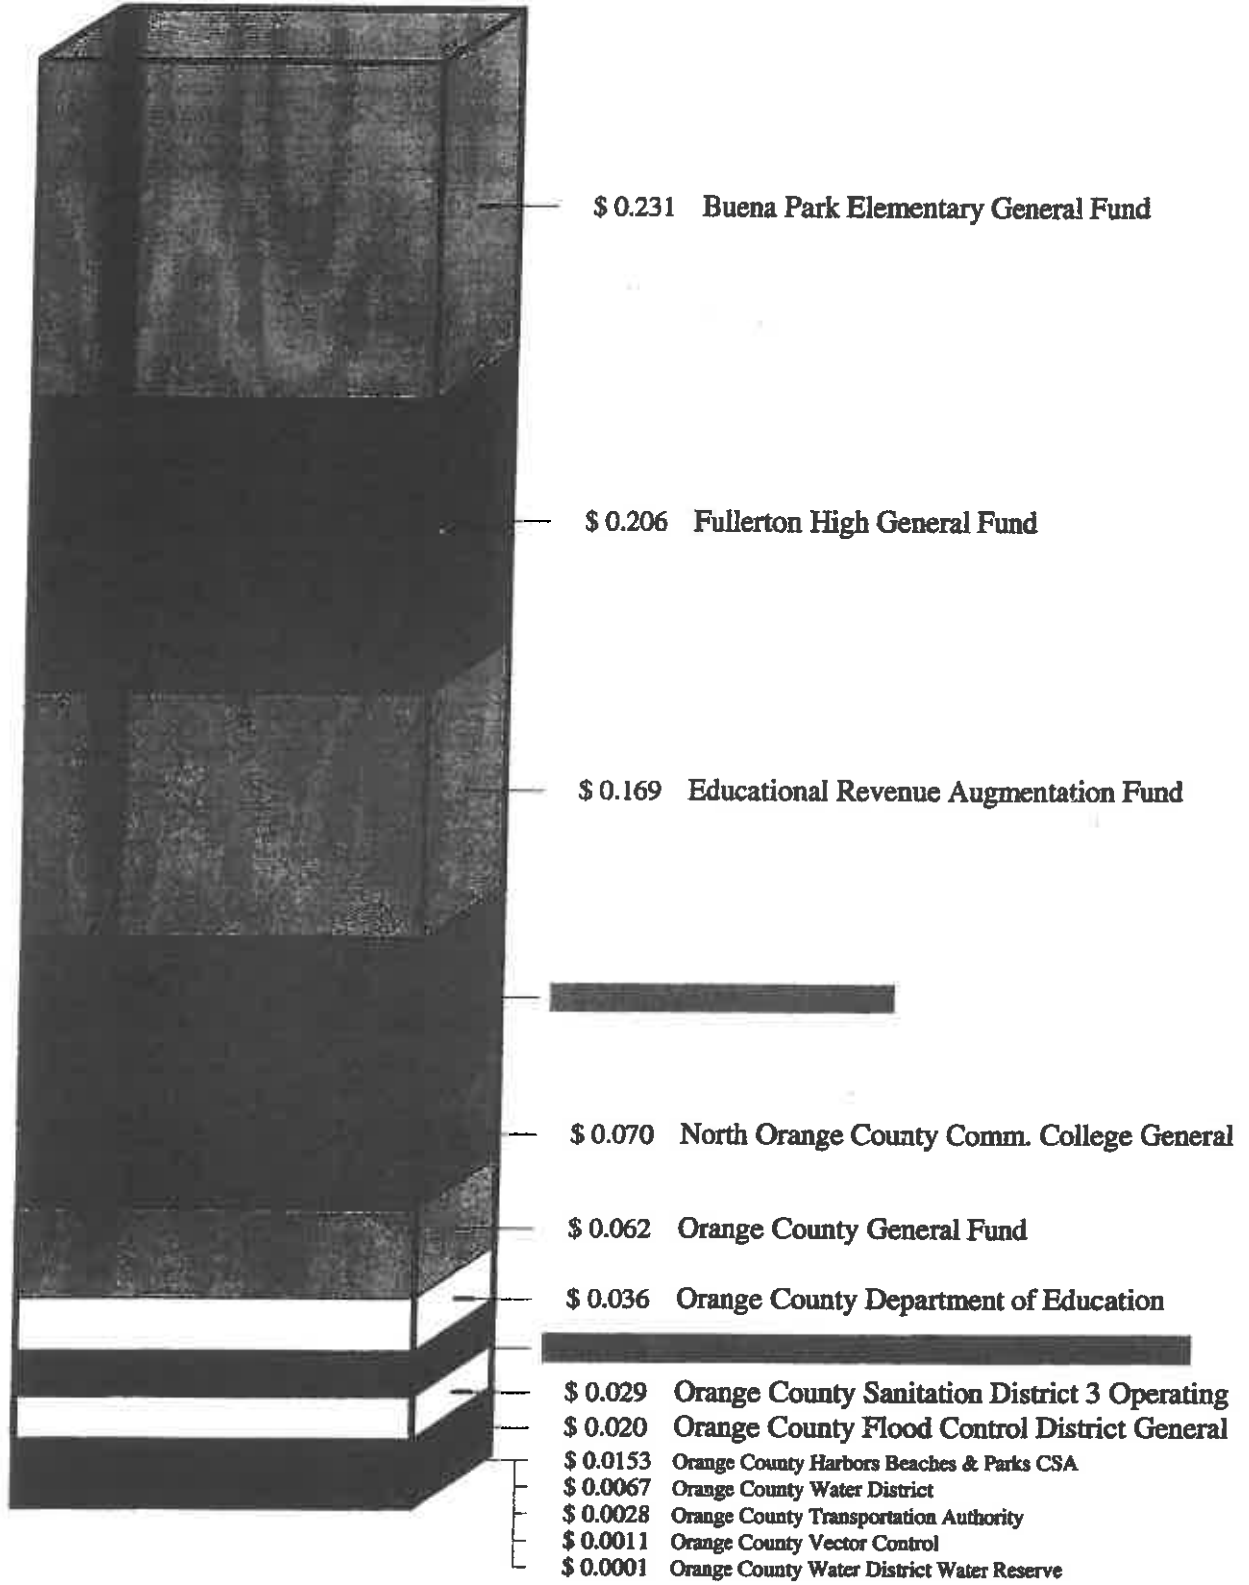 $ 0.231 Buena Park Elementary General Fund
$ 0.206 Fullerton High General Fund
$ 0.169 Educational Revenue Augmentation Fund
$ 0.070 North Orange County Comm. College General
$ 0.062 Orange County General Fund
$ 0.036 Orange County Department of Education
$ 0.029 Orange County Sanitation District 3 Operating
$ 0.020 Orange County Flood Control District General
$ 0.0153 Orange County Harbors Beaches & Parks CSA
$ 0.0067 Orange County Water District
$ 0.0028 Orange County Transportation Authority
$ 0.0011 Orange County Vector Control
$ 0.0001 Orange County Water District Water Reserve